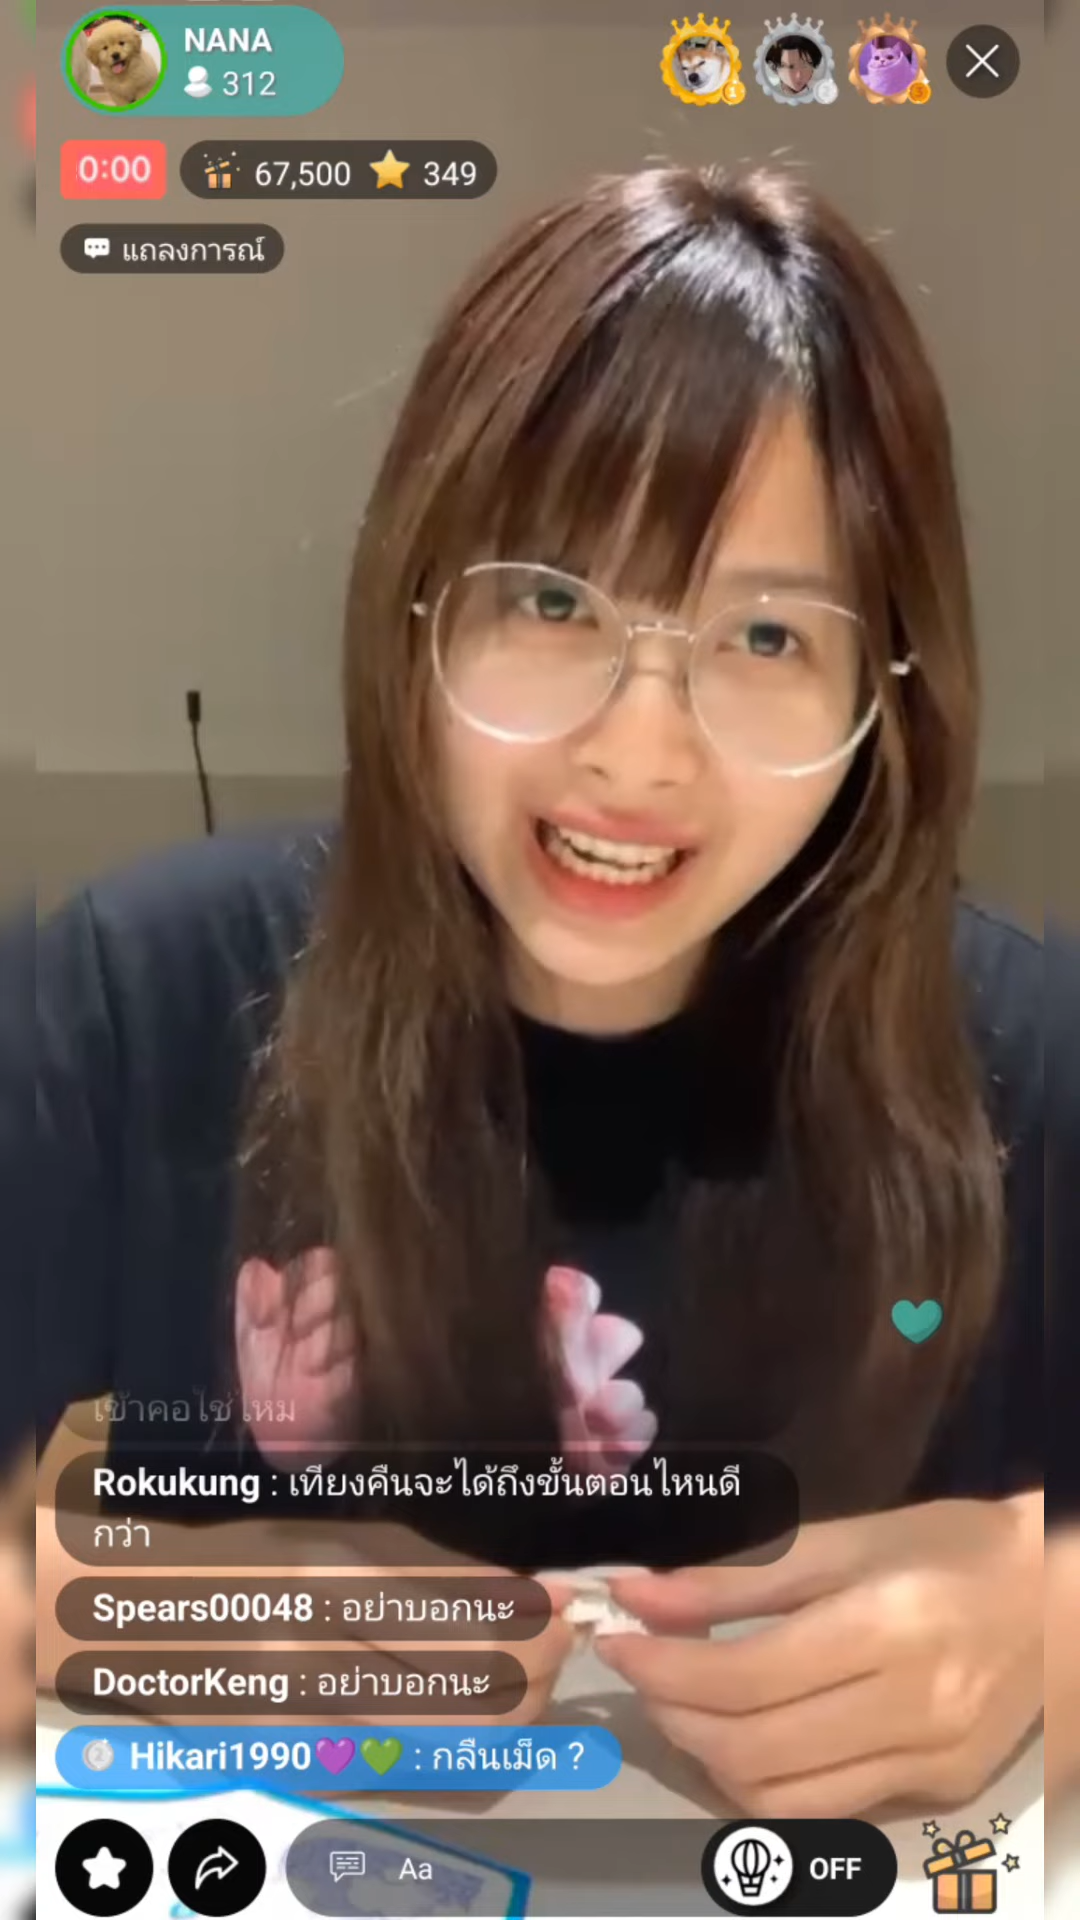 NANA
312
0:00
67,500
349
แถลงการณ์
เข้าคอใช่ไหม
Rokukung : เที่ยงคืนจะได้ถึงขั้นตอนไหนดี
กว่า
Spears00048 : อย่าบอกนะ
DoctorKeng : อย่าบอกนะ
Hikari1990💜💚 : กลืนเม็ด ?
Aa
OFF